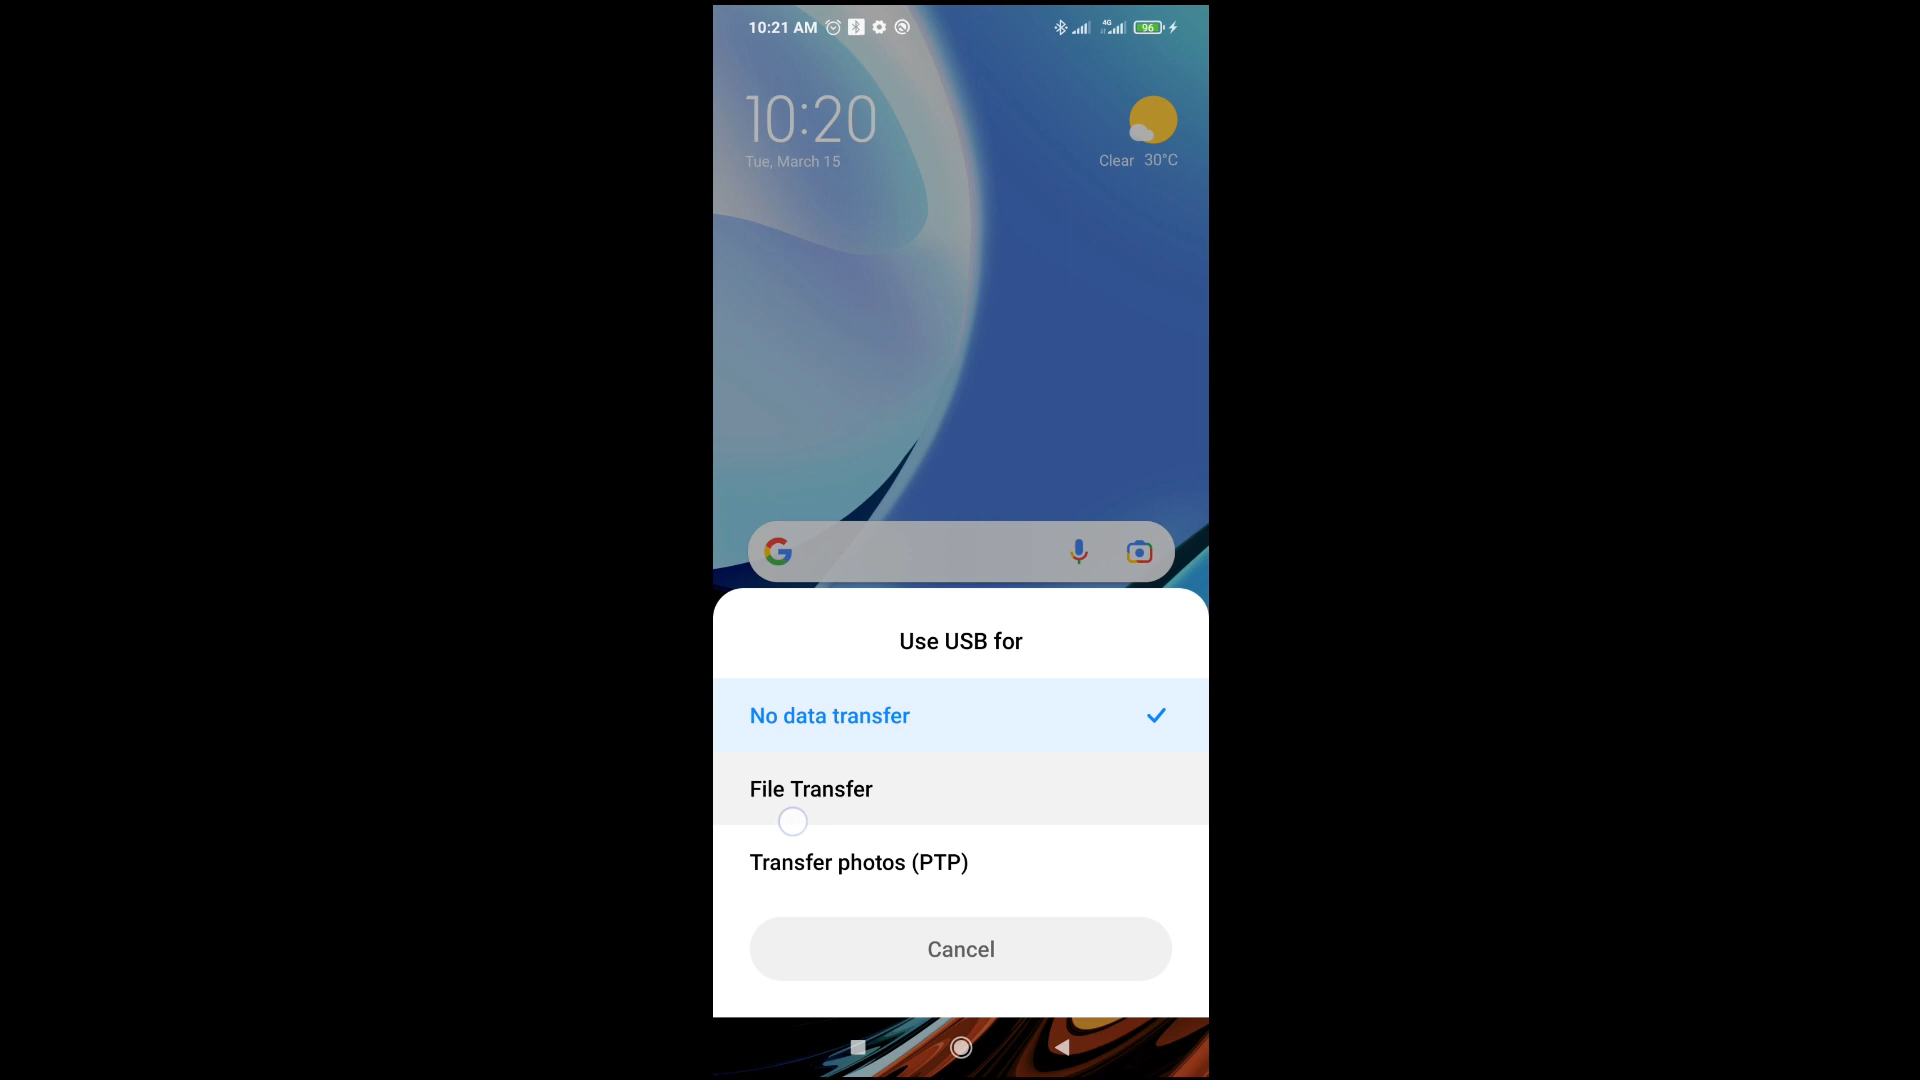 10:21 AM
4G
96
10:20
Tue, March 15
Clear 30°C
Use USB for
No data transfer
File Transfer
Transfer photos (PTP)
Cancel